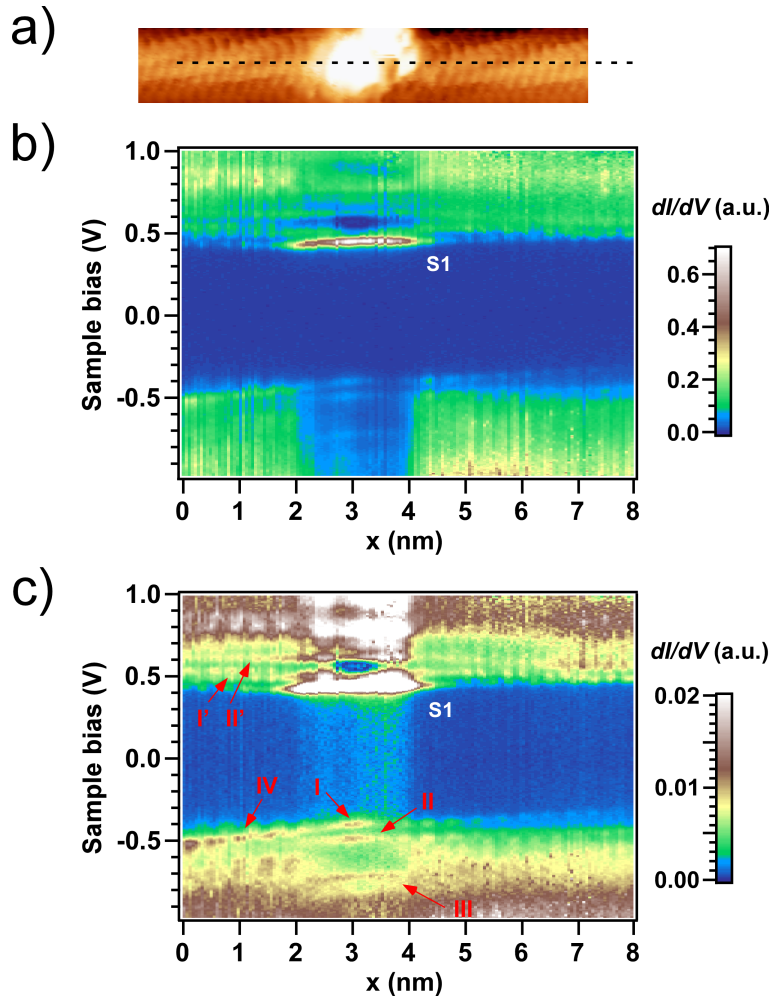 a)
b)
1.0
0.5
0.0
-0.5
Sample bias (V)
S1
0 1 2 3 4 5 6 7 8
x (nm)
dI/dV (a.u.)
0.6
0.4
0.2
0.0
c)
1.0
0.5
0.0
-0.5
Sample bias (V)
I' II'
S1
IV I II
III
0 1 2 3 4 5 6 7 8
x (nm)
dI/dV (a.u.)
0.02
0.01
0.00